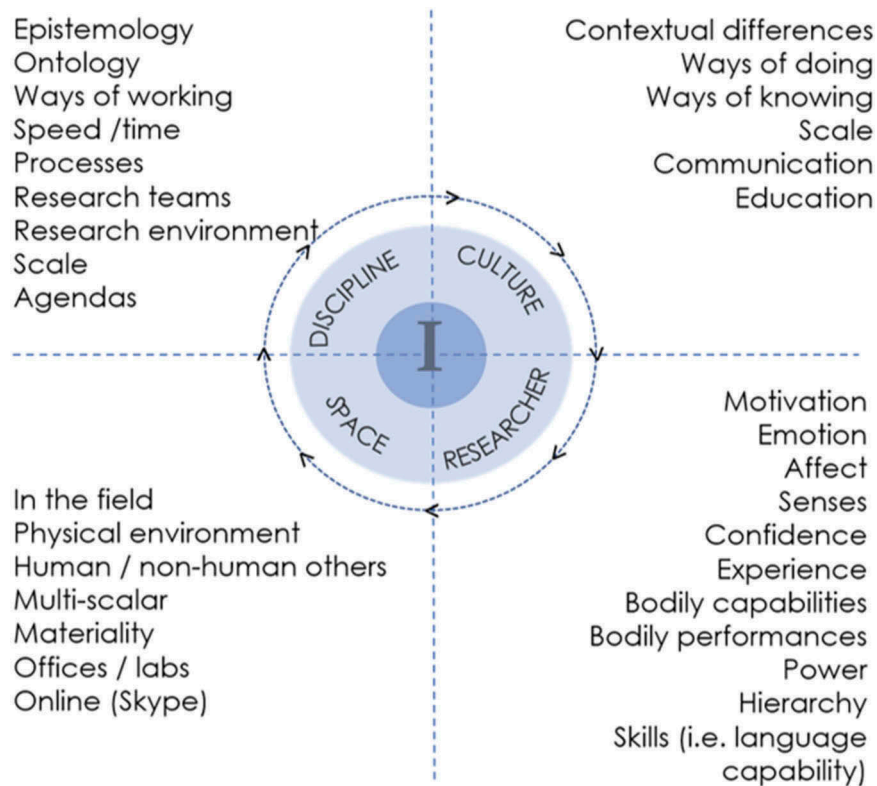 Epistemology
Ontology
Ways of working
Speed /time
Processes
Research teams
Research environment
Scale
Agendas
Contextual differences
Ways of doing
Ways of knowing
Scale
Communication
Education
DISCIPLINE
CULTURE
I
SPACE
RESEARCHER
In the field
Physical environment
Human / non-human others
Multi-scalar
Materiality
Offices / labs
Online (Skype)
Motivation
Emotion
Affect
Senses
Confidence
Experience
Bodily capabilities
Bodily performances
Power
Hierarchy
Skills (i.e. language
capability)